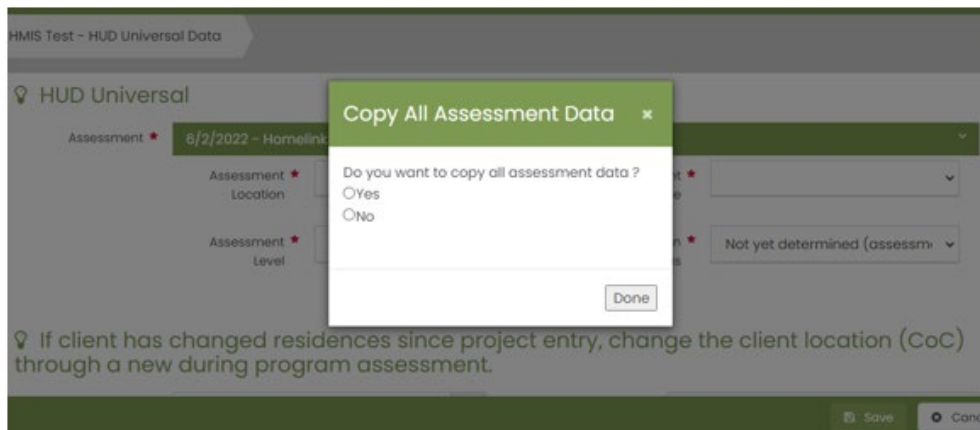 HMIS Test - HUD Universal Data
HUD Universal
Copy All Assessment Data ×
Assessment * 6/2/2022 - Homelink
Do you want to copy all assessment data ?
Assessment *
Location
Yes
No
Assessment *
Level
Not yet determined (assessm
Done
If client has changed residences since project entry, change the client location (CoC)
through a new during program assessment.
Save
Canc